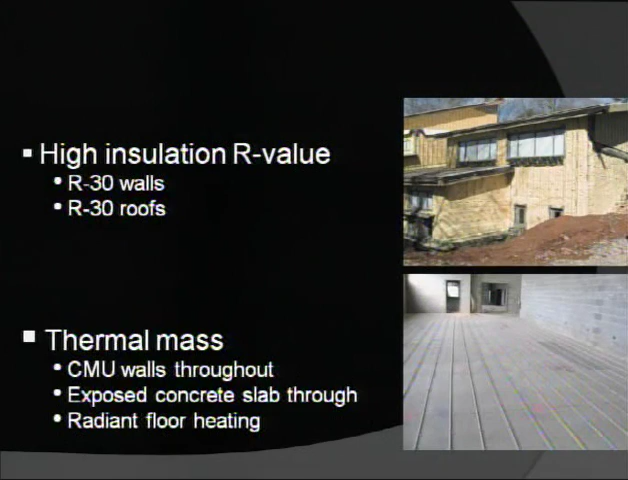 High insulation R-value
R-30 walls
R-30 roofs
Thermal mass
CMU walls throughout
Exposed concrete slab through
Radiant floor heating